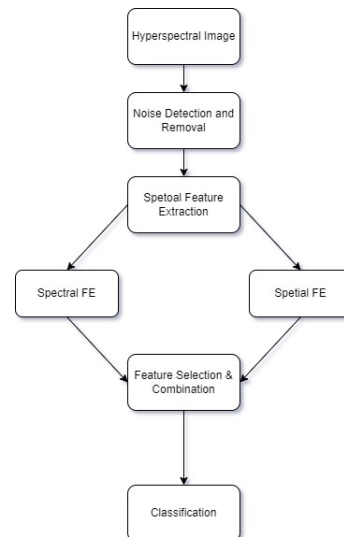 Hyperspectral Image
Noise Detection and
Removal
Spetoal Feature
Extraction
Spectral FE
Spetial FE
Feature Selection &
Combination
Classification